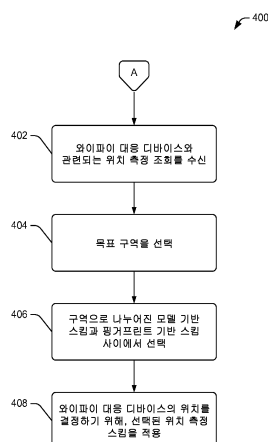 400
A
402
와이파이 대응 디바이스와
관련되는 위치 측정 조회를 수신
404
목표 구역을 선택
406
구역으로 나누어진 모델 기반
스킴과 핑거프린트 기반 스킴
사이에서 선택
408
와이파이 대응 디바이스의 위치를
결정하기 위해, 선택된 위치 측정
스킴을 적용